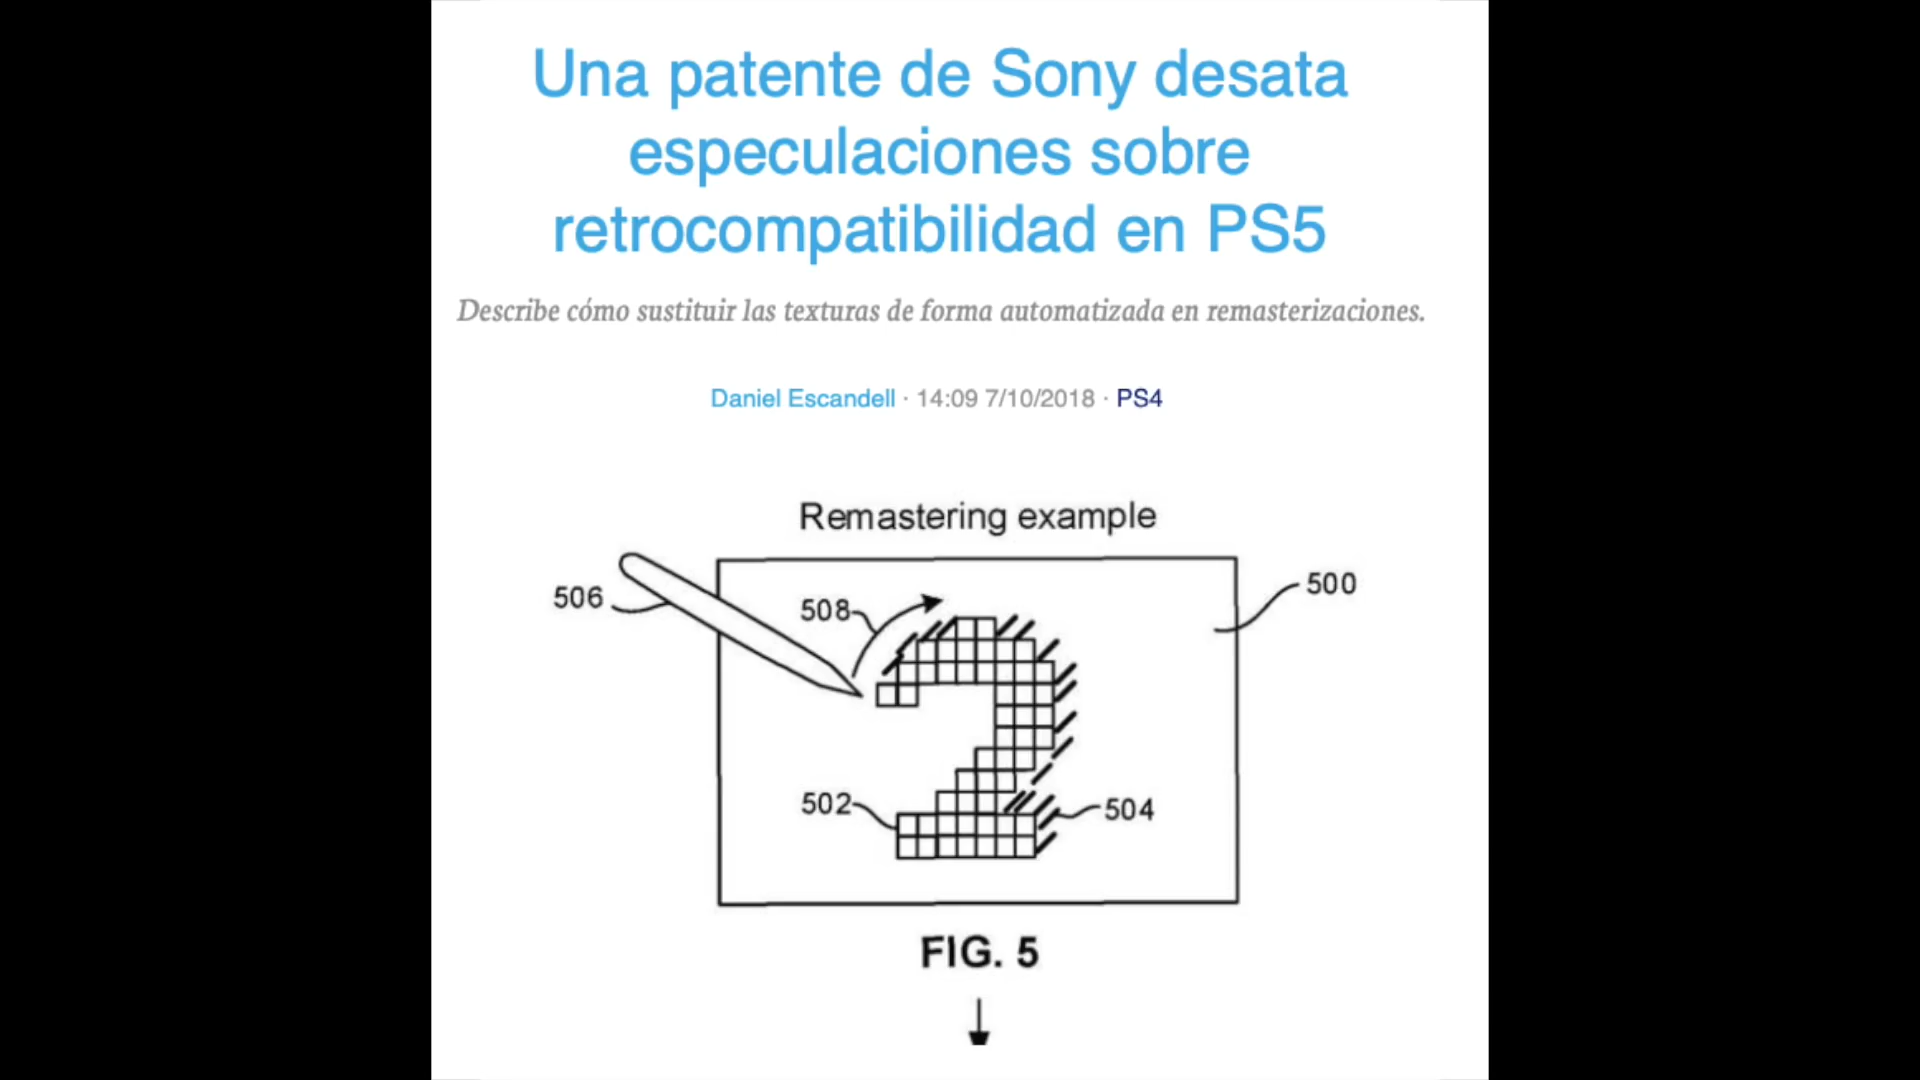 Una patente de Sony desata
especulaciones sobre
retrocompatibilidad en PS5
Describe cómo sustituir las texturas de forma automatizada en remasterizaciones.
Daniel Escandell · 14:09 7/10/2018 · PS4
Remastering example
506
508
500
502
504
FIG. 5